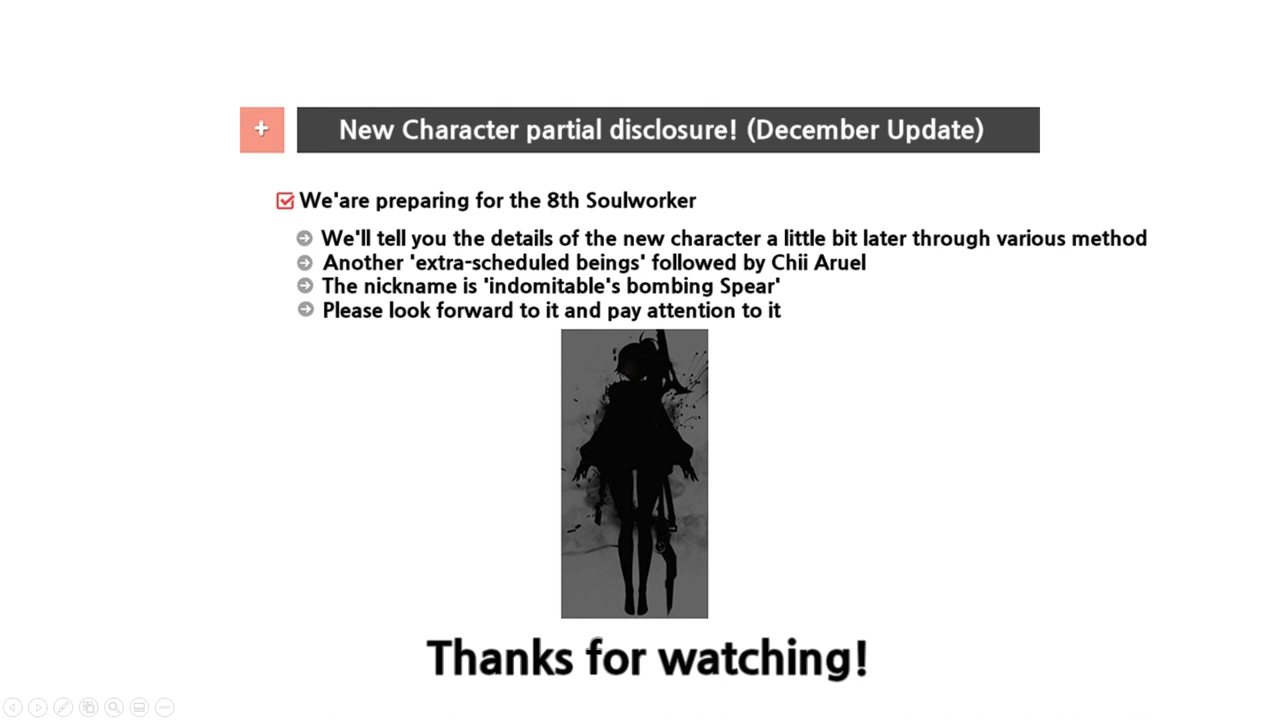 + New Character partial disclosure! (December Update)
We'are preparing for the 8th Soulworker
We'll tell you the details of the new character a little bit later through various method
Another 'extra-scheduled beings' followed by Chii Aruel
The nickname is 'indomitable's bombing Spear'
Please look forward to it and pay attention to it
Thanks for watching!